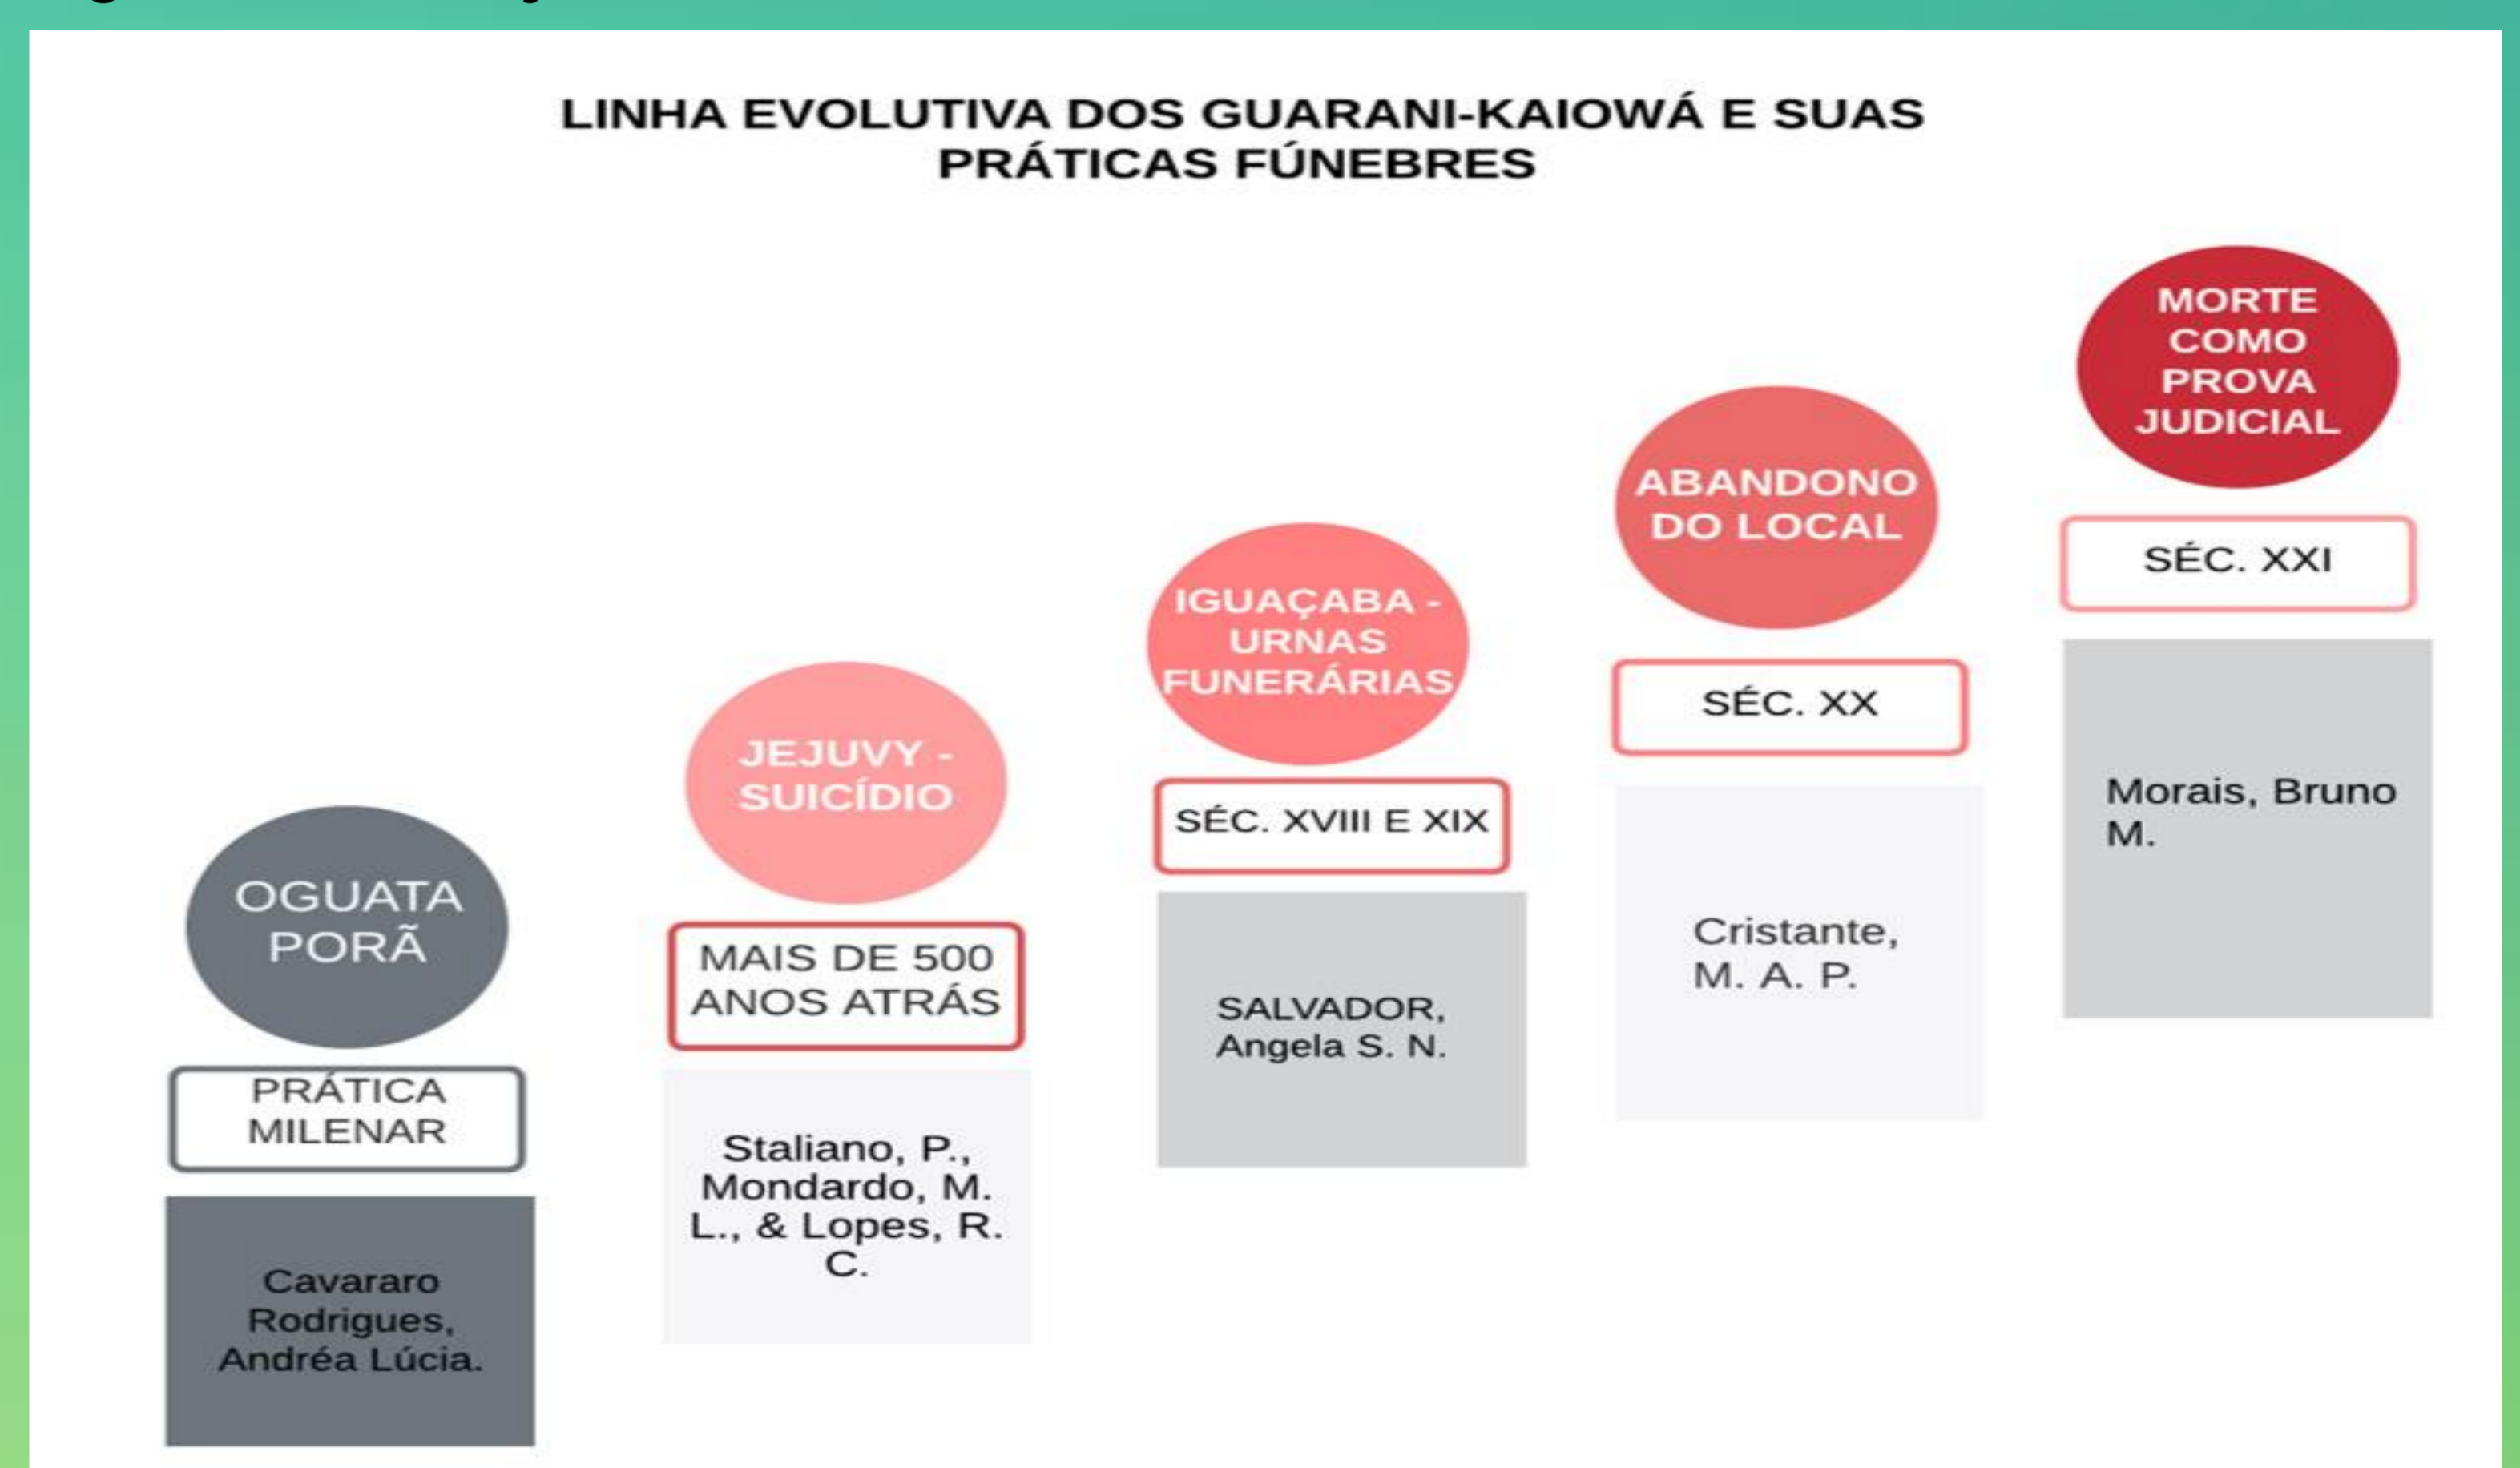 LINHA EVOLUTIVA DOS GUARANI-KAIOWÁ E SUAS
PRÁTICAS FÚNEBRES
OGUATA
PORÃ
PRÁTICA
MILENAR
Cavararo
Rodrigues,
Andréa Lúcia.
JEJUVY -
SUICÍDIO
MAIS DE 500
ANOS ATRÁS
Staliano, P.,
Mondardo, M.
L., & Lopes, R.
C.
IGUAÇABA -
URNAS
FUNERÁRIAS
SÉC. XVIII E XIX
SALVADOR,
Angela S. N.
ABANDONO
DO LOCAL
SÉC. XX
Cristante,
M. A. P.
MORTE
COMO
PROVA
JUDICIAL
SÉC. XXI
Morais, Bruno
M.